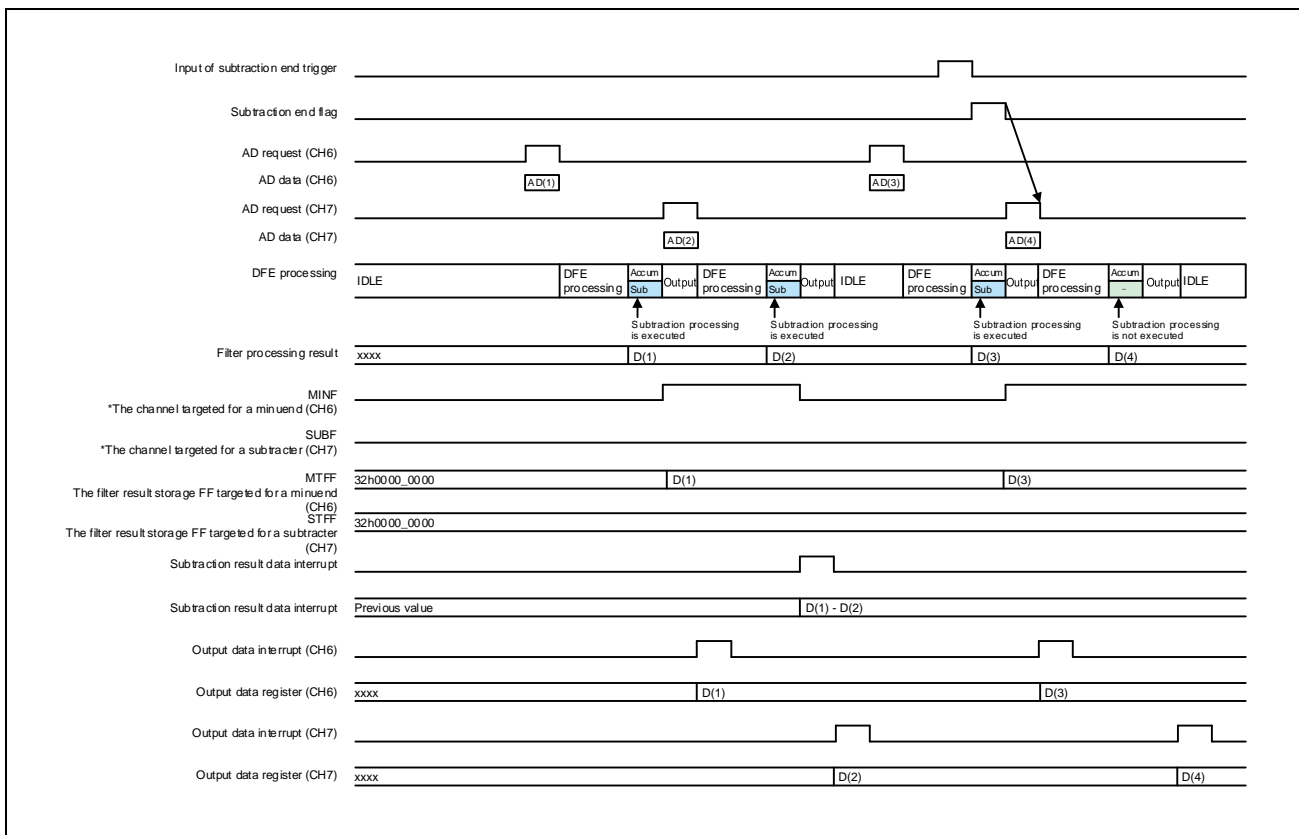 Input of subtraction end trigger
Subtraction end flag
AD request (CH6)
AD data (CH6)
AD(1)
AD(3)
AD request (CH7)
AD data (CH7)
AD(2)
AD(4)
DFE processing
IDLE
DFE
processing
Accum
Sub
Output
DFE
processing
Accum
Sub
Output
IDLE
DFE
processing
Accum
Sub
Output
DFE
processing
Accum
-
Output
IDLE
Subtraction processing
is executed
Subtraction processing
is executed
Subtraction processing
is executed
Subtraction processing
is not executed
Filter processing result
xxxx
D(1)
D(2)
D(3)
D(4)
MINF
*The channel targeted for a minuend (CH6)
SUBF
*The channel targeted for a subtracter (CH7)
MTFF
The filter result storage FF targeted for a minuend
(CH6)
32h0000_0000
D(1)
D(3)
STFF
The filter result storage FF targeted for a subtracter
(CH7)
32h0000_0000
Subtraction result data interrupt
Subtraction result data interrupt
Previous value
D(1) - D(2)
Output data interrupt (CH6)
Output data register (CH6)
xxxx
D(1)
D(3)
Output data interrupt (CH7)
Output data register (CH7)
xxxx
D(2)
D(4)